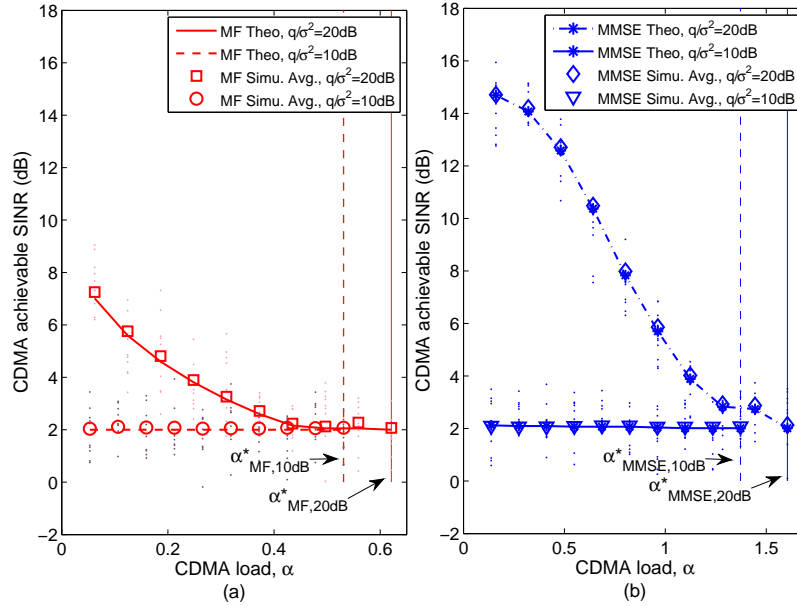 MF Theo, q/σ²=20dB
MF Theo, q/σ²=10dB
MF Simu. Avg., q/σ²=20dB
MF Simu. Avg., q/σ²=10dB
18
16
14
12
10
8
6
4
2
0
−2
CDMA achievable SINR (dB)
α*MF,10dB
α*MF,20dB
0
0.2
0.4
0.6
CDMA load, α
(a)
MMSE Theo, q/σ²=20dB
MMSE Theo, q/σ²=10dB
MMSE Simu. Avg., q/σ²=20dB
MMSE Simu. Avg., q/σ²=10dB
18
16
14
12
10
8
6
4
2
0
−2
CDMA achievable SINR (dB)
α*MMSE,10dB
α*MMSE,20dB
0
0.5
1
1.5
CDMA load, α
(b)